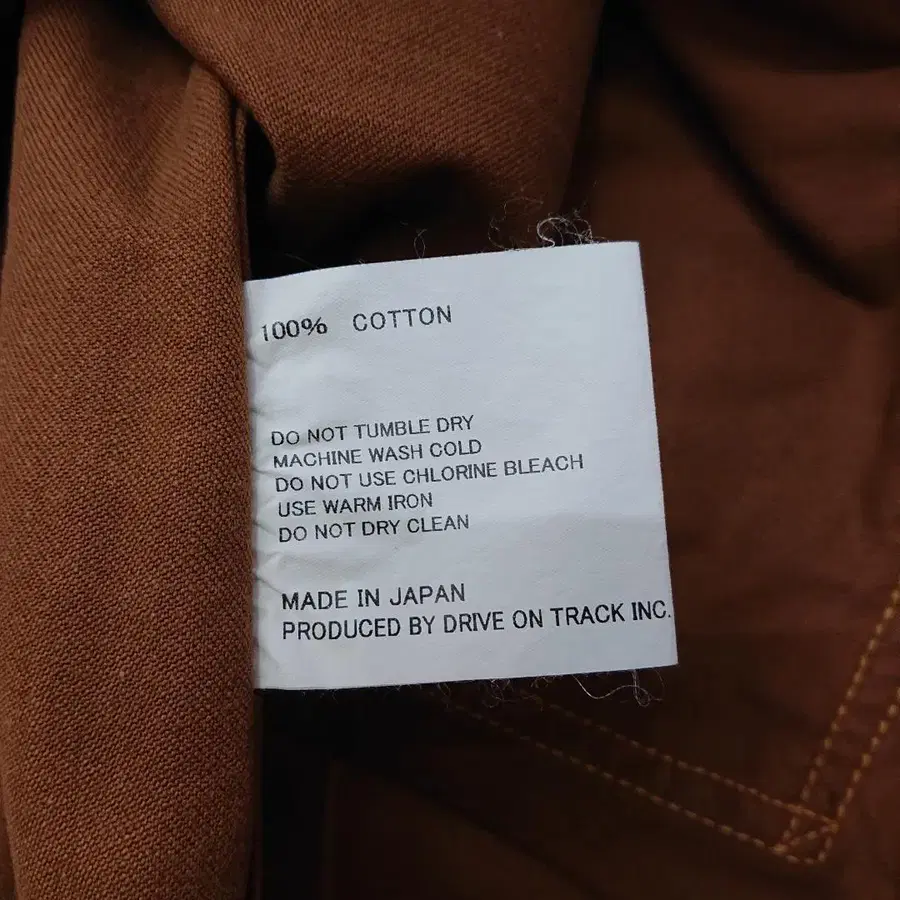 100% COTTON
DO NOT TUMBLE DRY
MACHINE WASH COLD
DO NOT USE CHLORINE BLEACH
USE WARM IRON
DO NOT DRY CLEAN
MADE IN JAPAN
PRODUCED BY DRIVE ON TRACK INC.